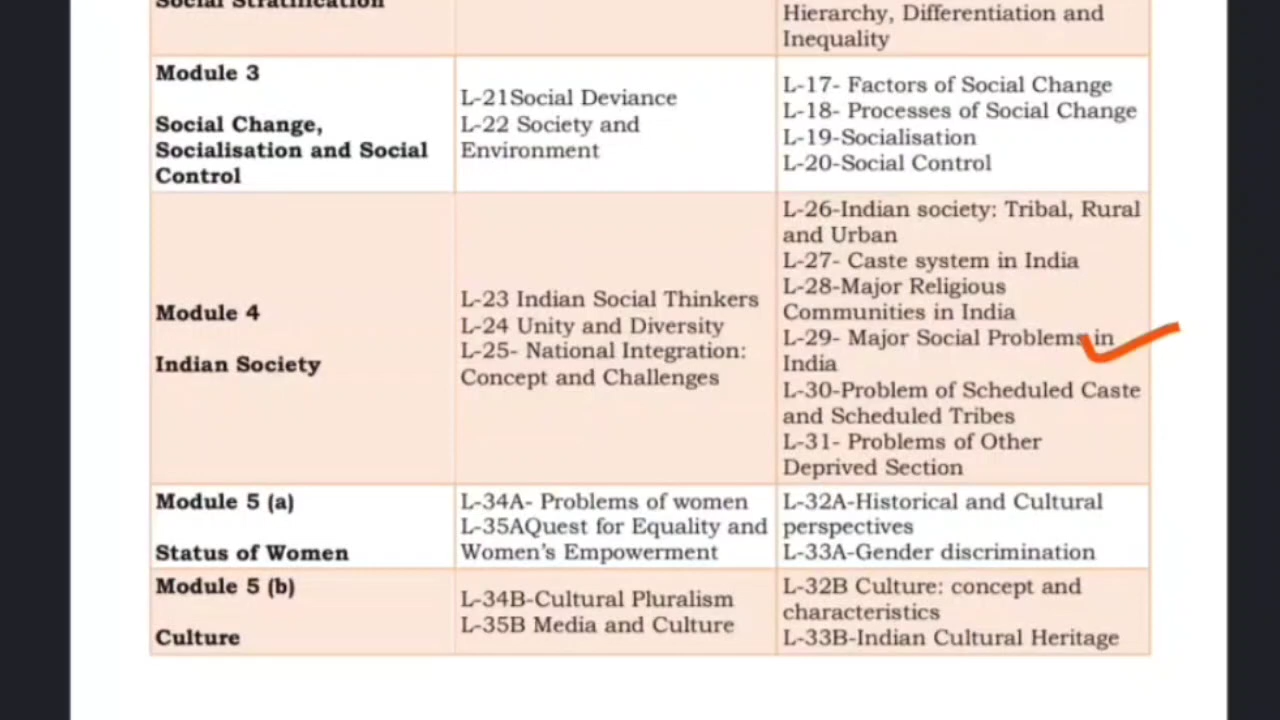 Social Stratification
Hierarchy, Differentiation and
Inequality
Module 3
Social Change,
Socialisation and Social
Control
L-21Social Deviance
L-22 Society and
Environment
L-17- Factors of Social Change
L-18- Processes of Social Change
L-19-Socialisation
L-20-Social Control
Module 4
Indian Society
L-23 Indian Social Thinkers
L-24 Unity and Diversity
L-25- National Integration:
Concept and Challenges
L-26-Indian society: Tribal, Rural
and Urban
L-27- Caste system in India
L-28-Major Religious
Communities in India
L-29- Major Social Problems in
India
L-30-Problem of Scheduled Caste
and Scheduled Tribes
L-31- Problems of Other
Deprived Section
Module 5 (a)
Status of Women
L-34A- Problems of women
L-35AQuest for Equality and
Women's Empowerment
L-32A-Historical and Cultural
perspectives
L-33A-Gender discrimination
Module 5 (b)
Culture
L-34B-Cultural Pluralism
L-35B Media and Culture
L-32B Culture: concept and
characteristics
L-33B-Indian Cultural Heritage